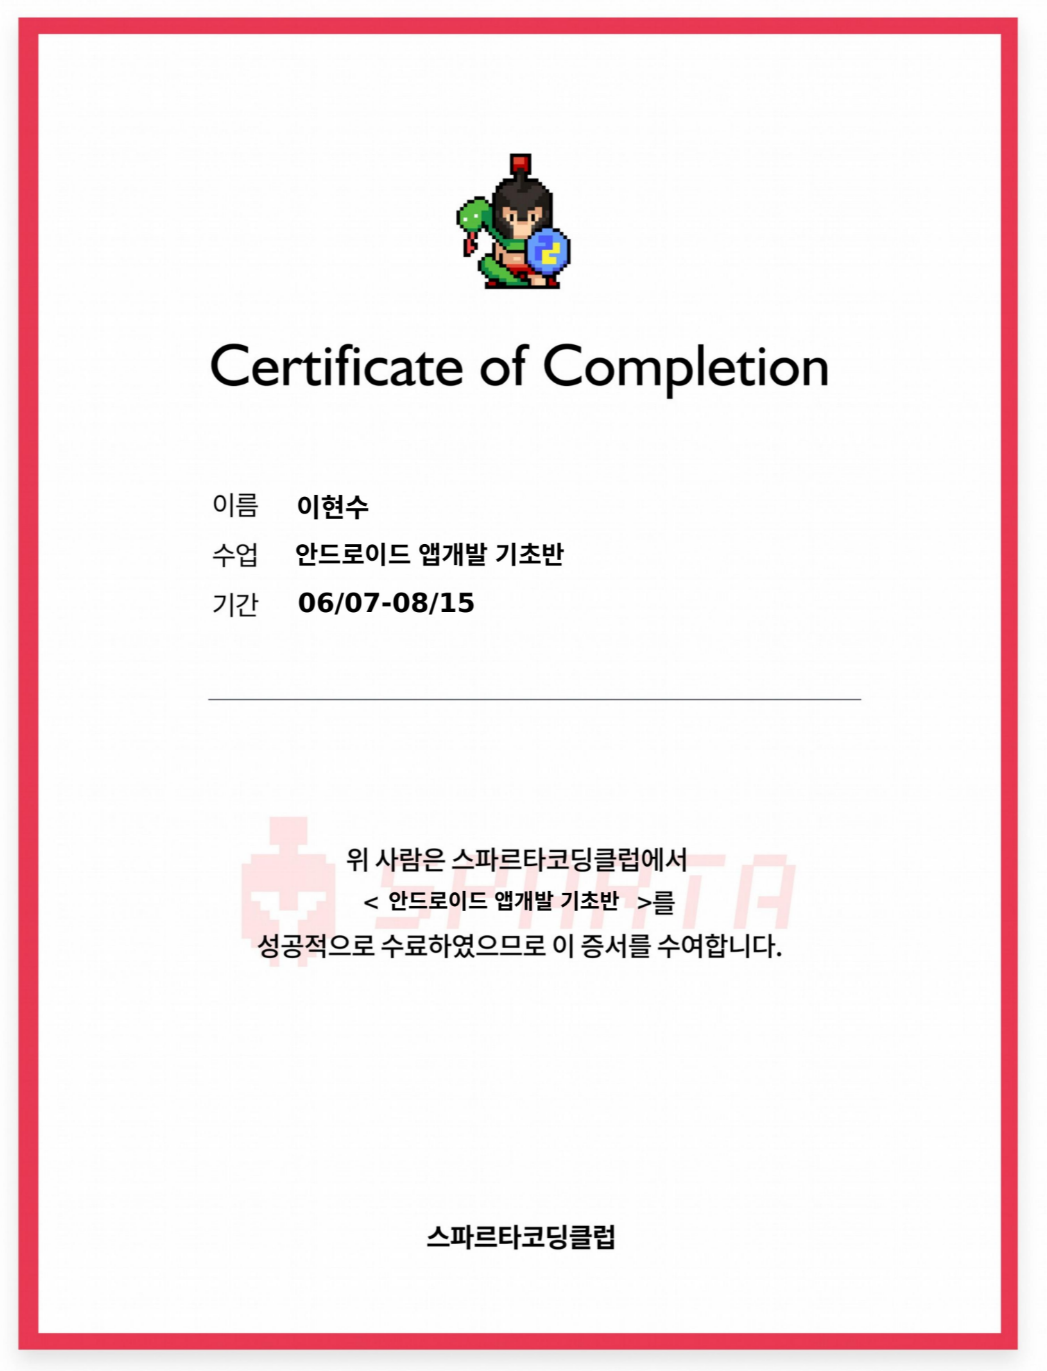 Certificate of Completion
이름 이현수
수업 안드로이드 앱개발 기초반
기간 06/07-08/15
SPARTA
위 사람은 스파르타코딩클럽에서
< 안드로이드 앱개발 기초반 >를
성공적으로 수료하였으므로 이 증서를 수여합니다.
스파르타코딩클럽